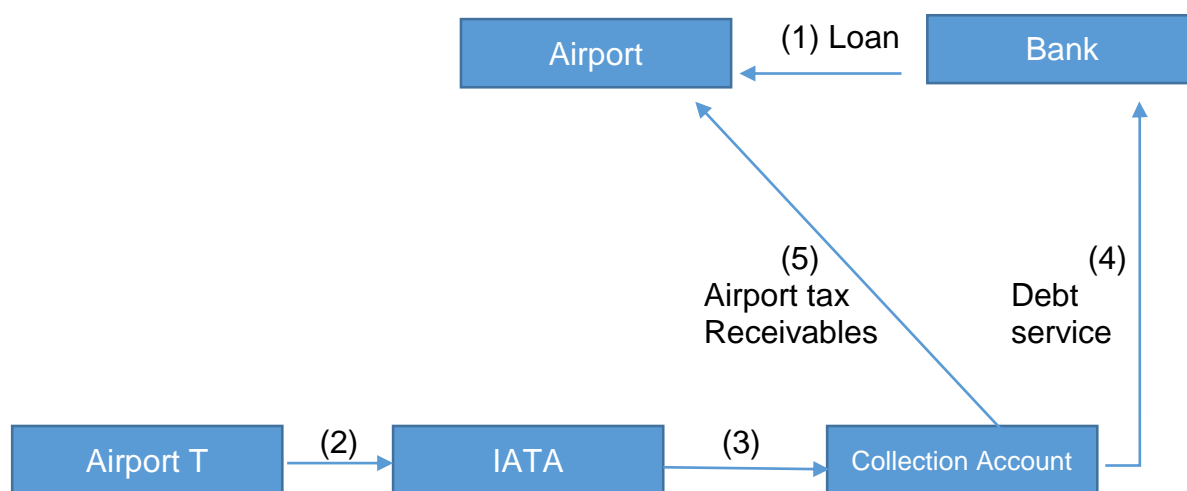 Airport
(1) Loan
Bank
(5)
Airport tax
Receivables
(4)
Debt
service
Airport T
(2)
IATA
(3)
Collection Account